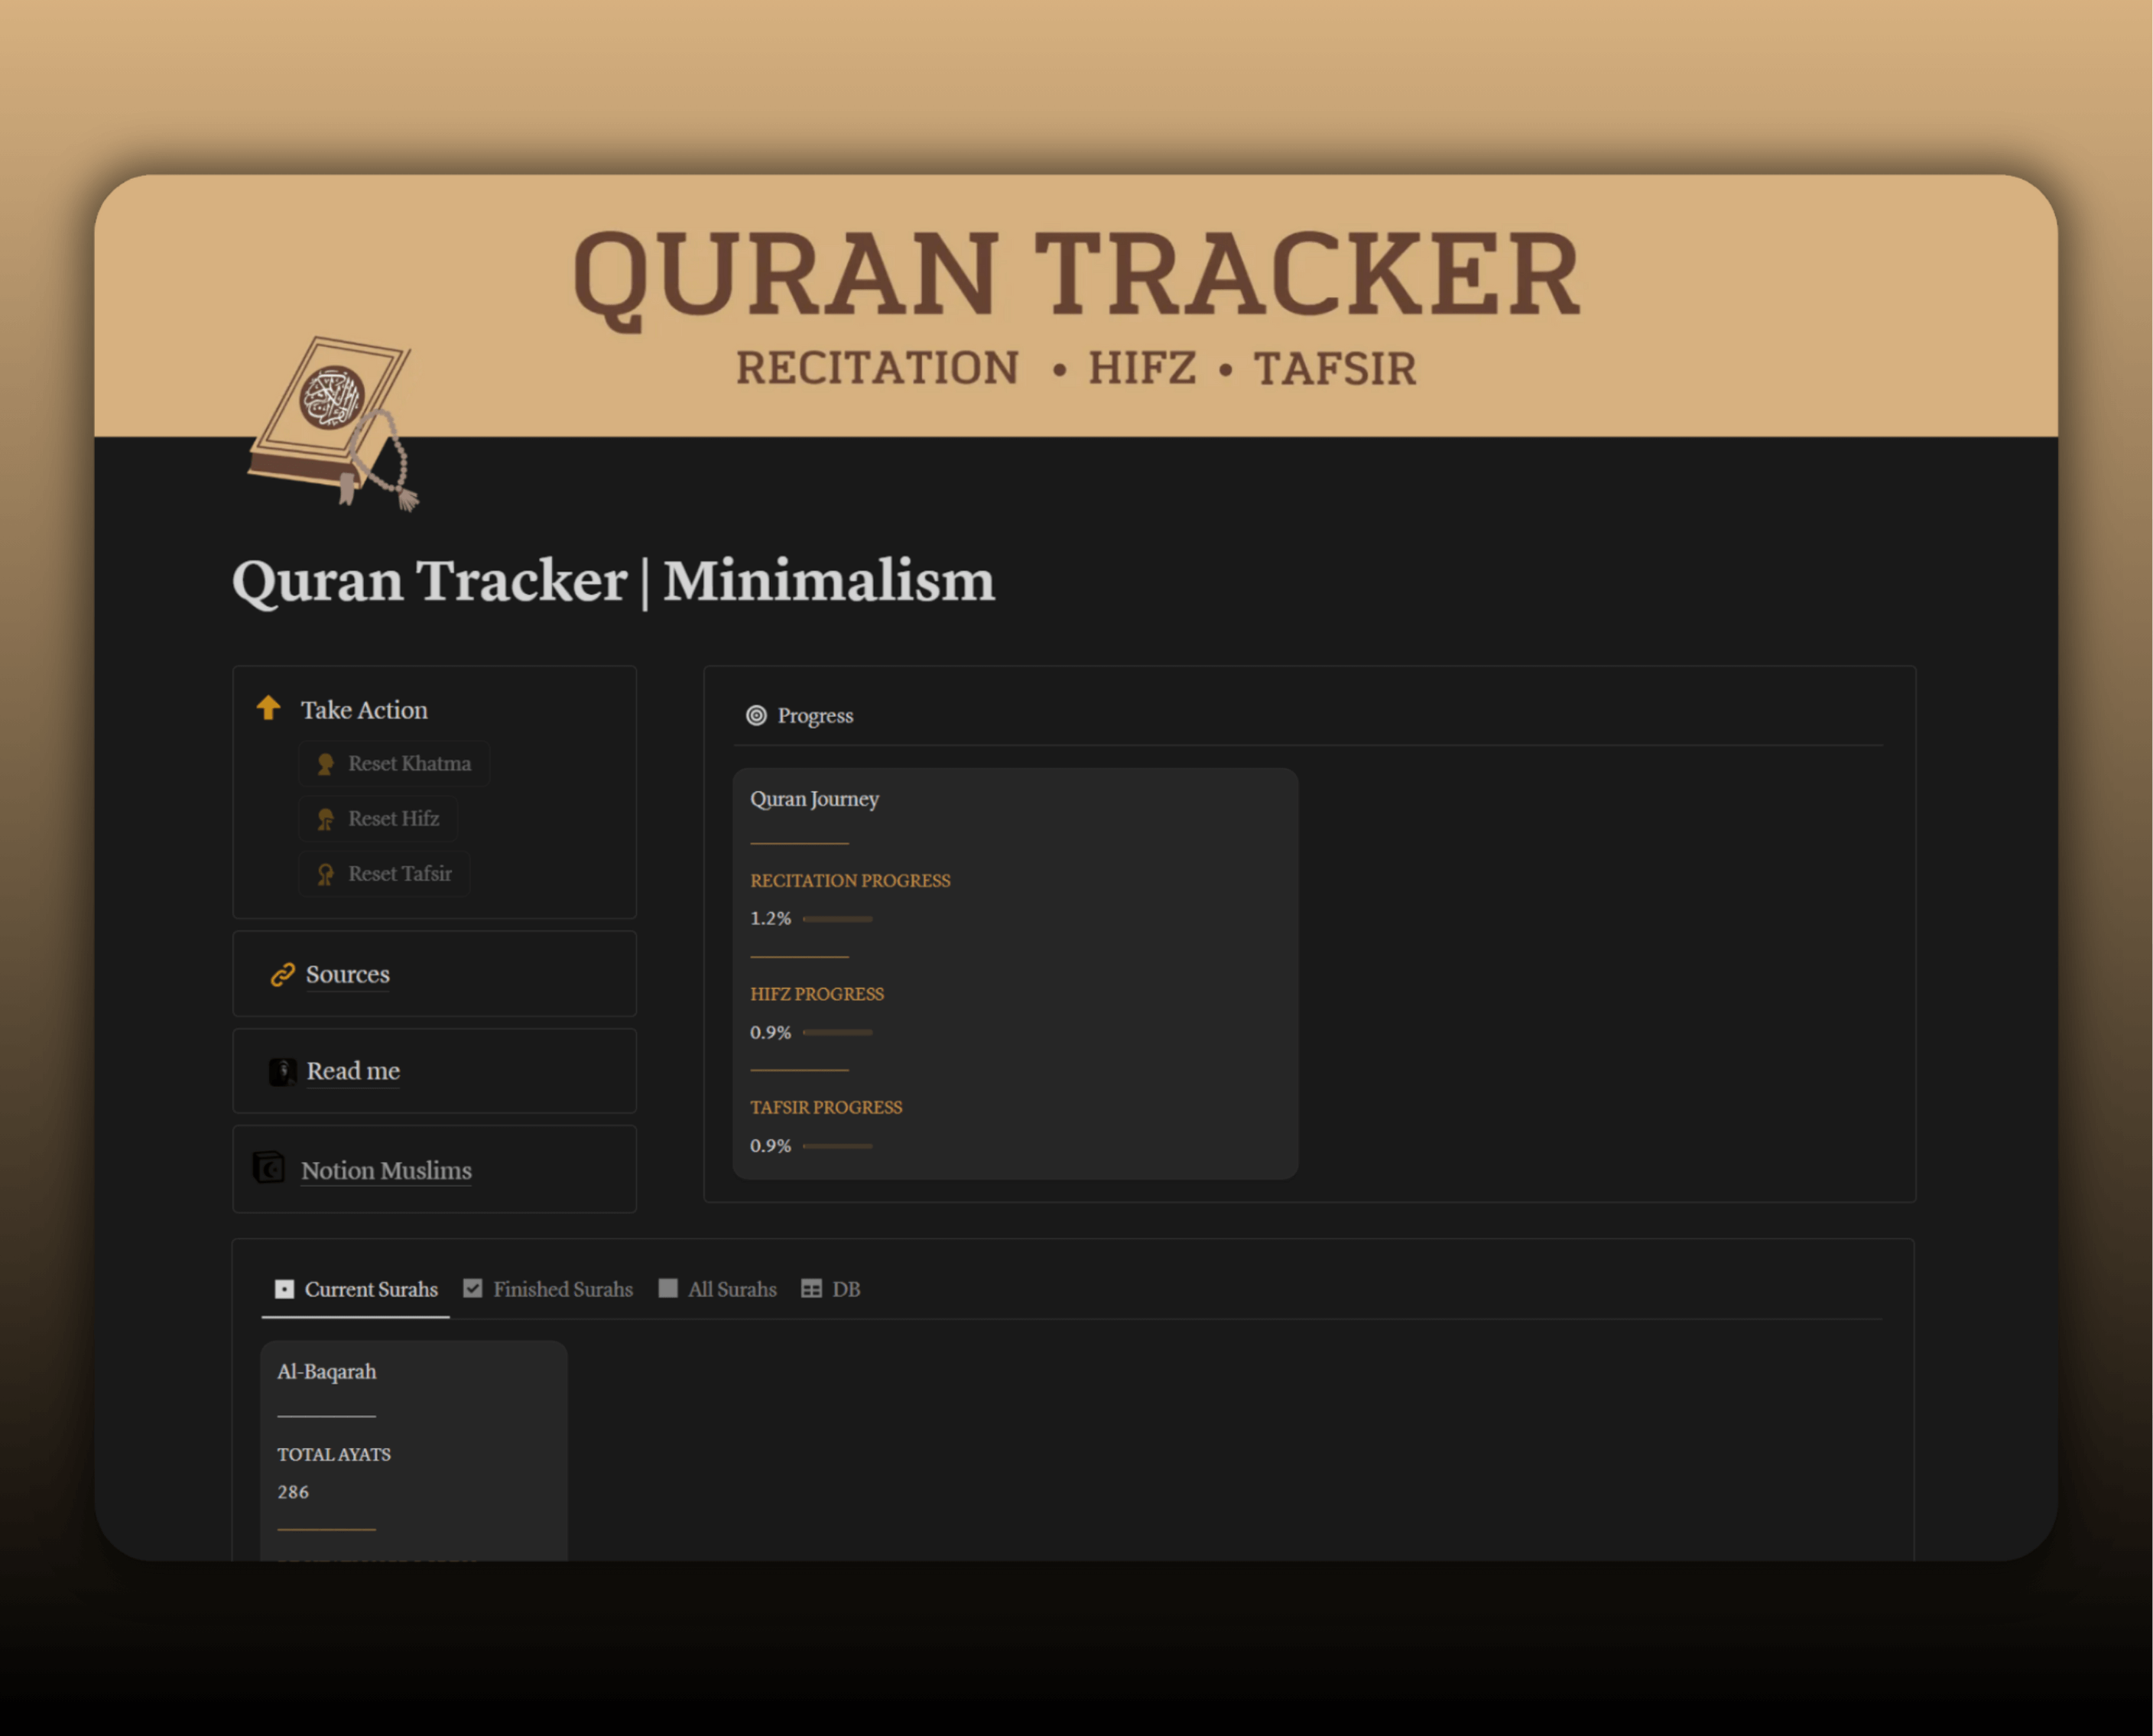 QURAN TRACKER
RECITATION • HIFZ • TAFSIR
Quran Tracker | Minimalism
Take Action
Reset Khatma
Reset Hifz
Reset Tafsir
Sources
Read me
Notion Muslims
Progress
Quran Journey
RECITATION PROGRESS
1.2%
HIFZ PROGRESS
0.9%
TAFSIR PROGRESS
0.9%
Current Surahs Finished Surahs All Surahs DB
Al-Baqarah
TOTAL AYATS
286